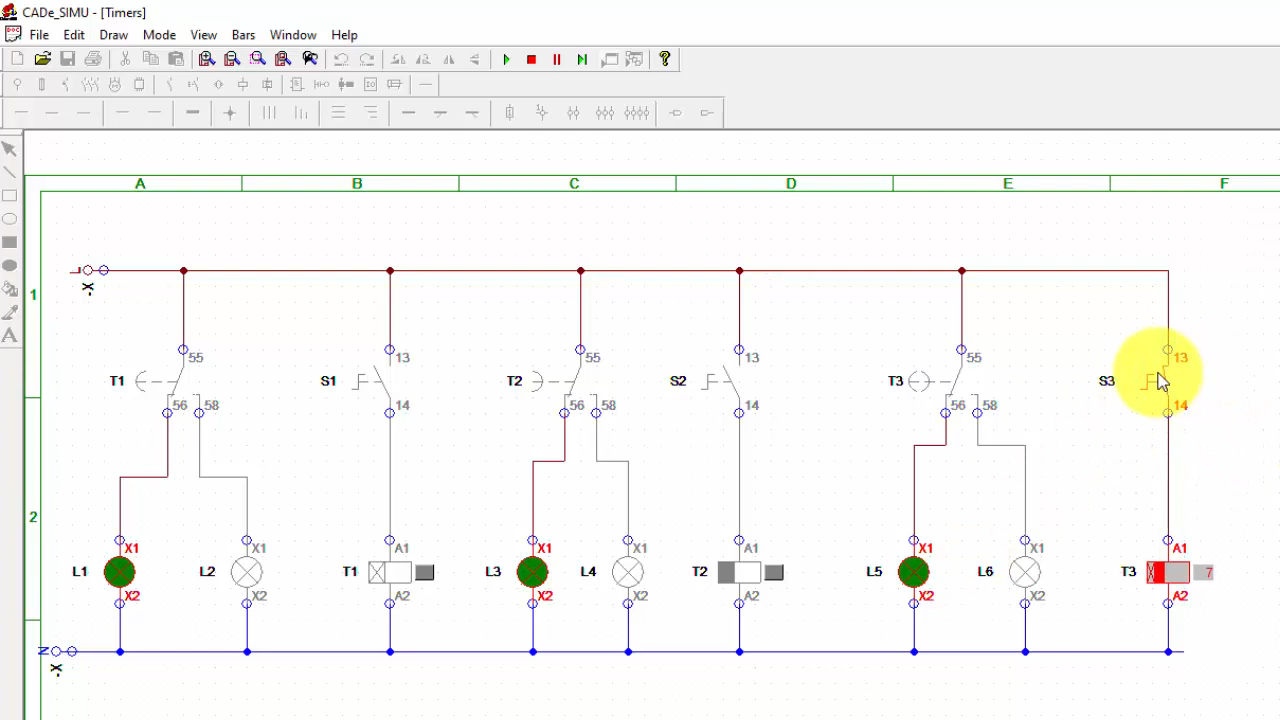 CADe_SIMU - [Timers]
File Edit Draw Mode View Bars Window Help
A B C D E F
L
-X
1
55 13 55 13 55 13
T1 S1 T2 S2 T3 S3
56 58 14 56 58 14 56 58 14
2
X1 X1 A1 X1 X1 A1 X1 X1 A1
L1 L2 T1 L3 L4 T2 L5 L6 T3 7
X2 X2 A2 X2 X2 A2 X2 X2 A2
N
-X